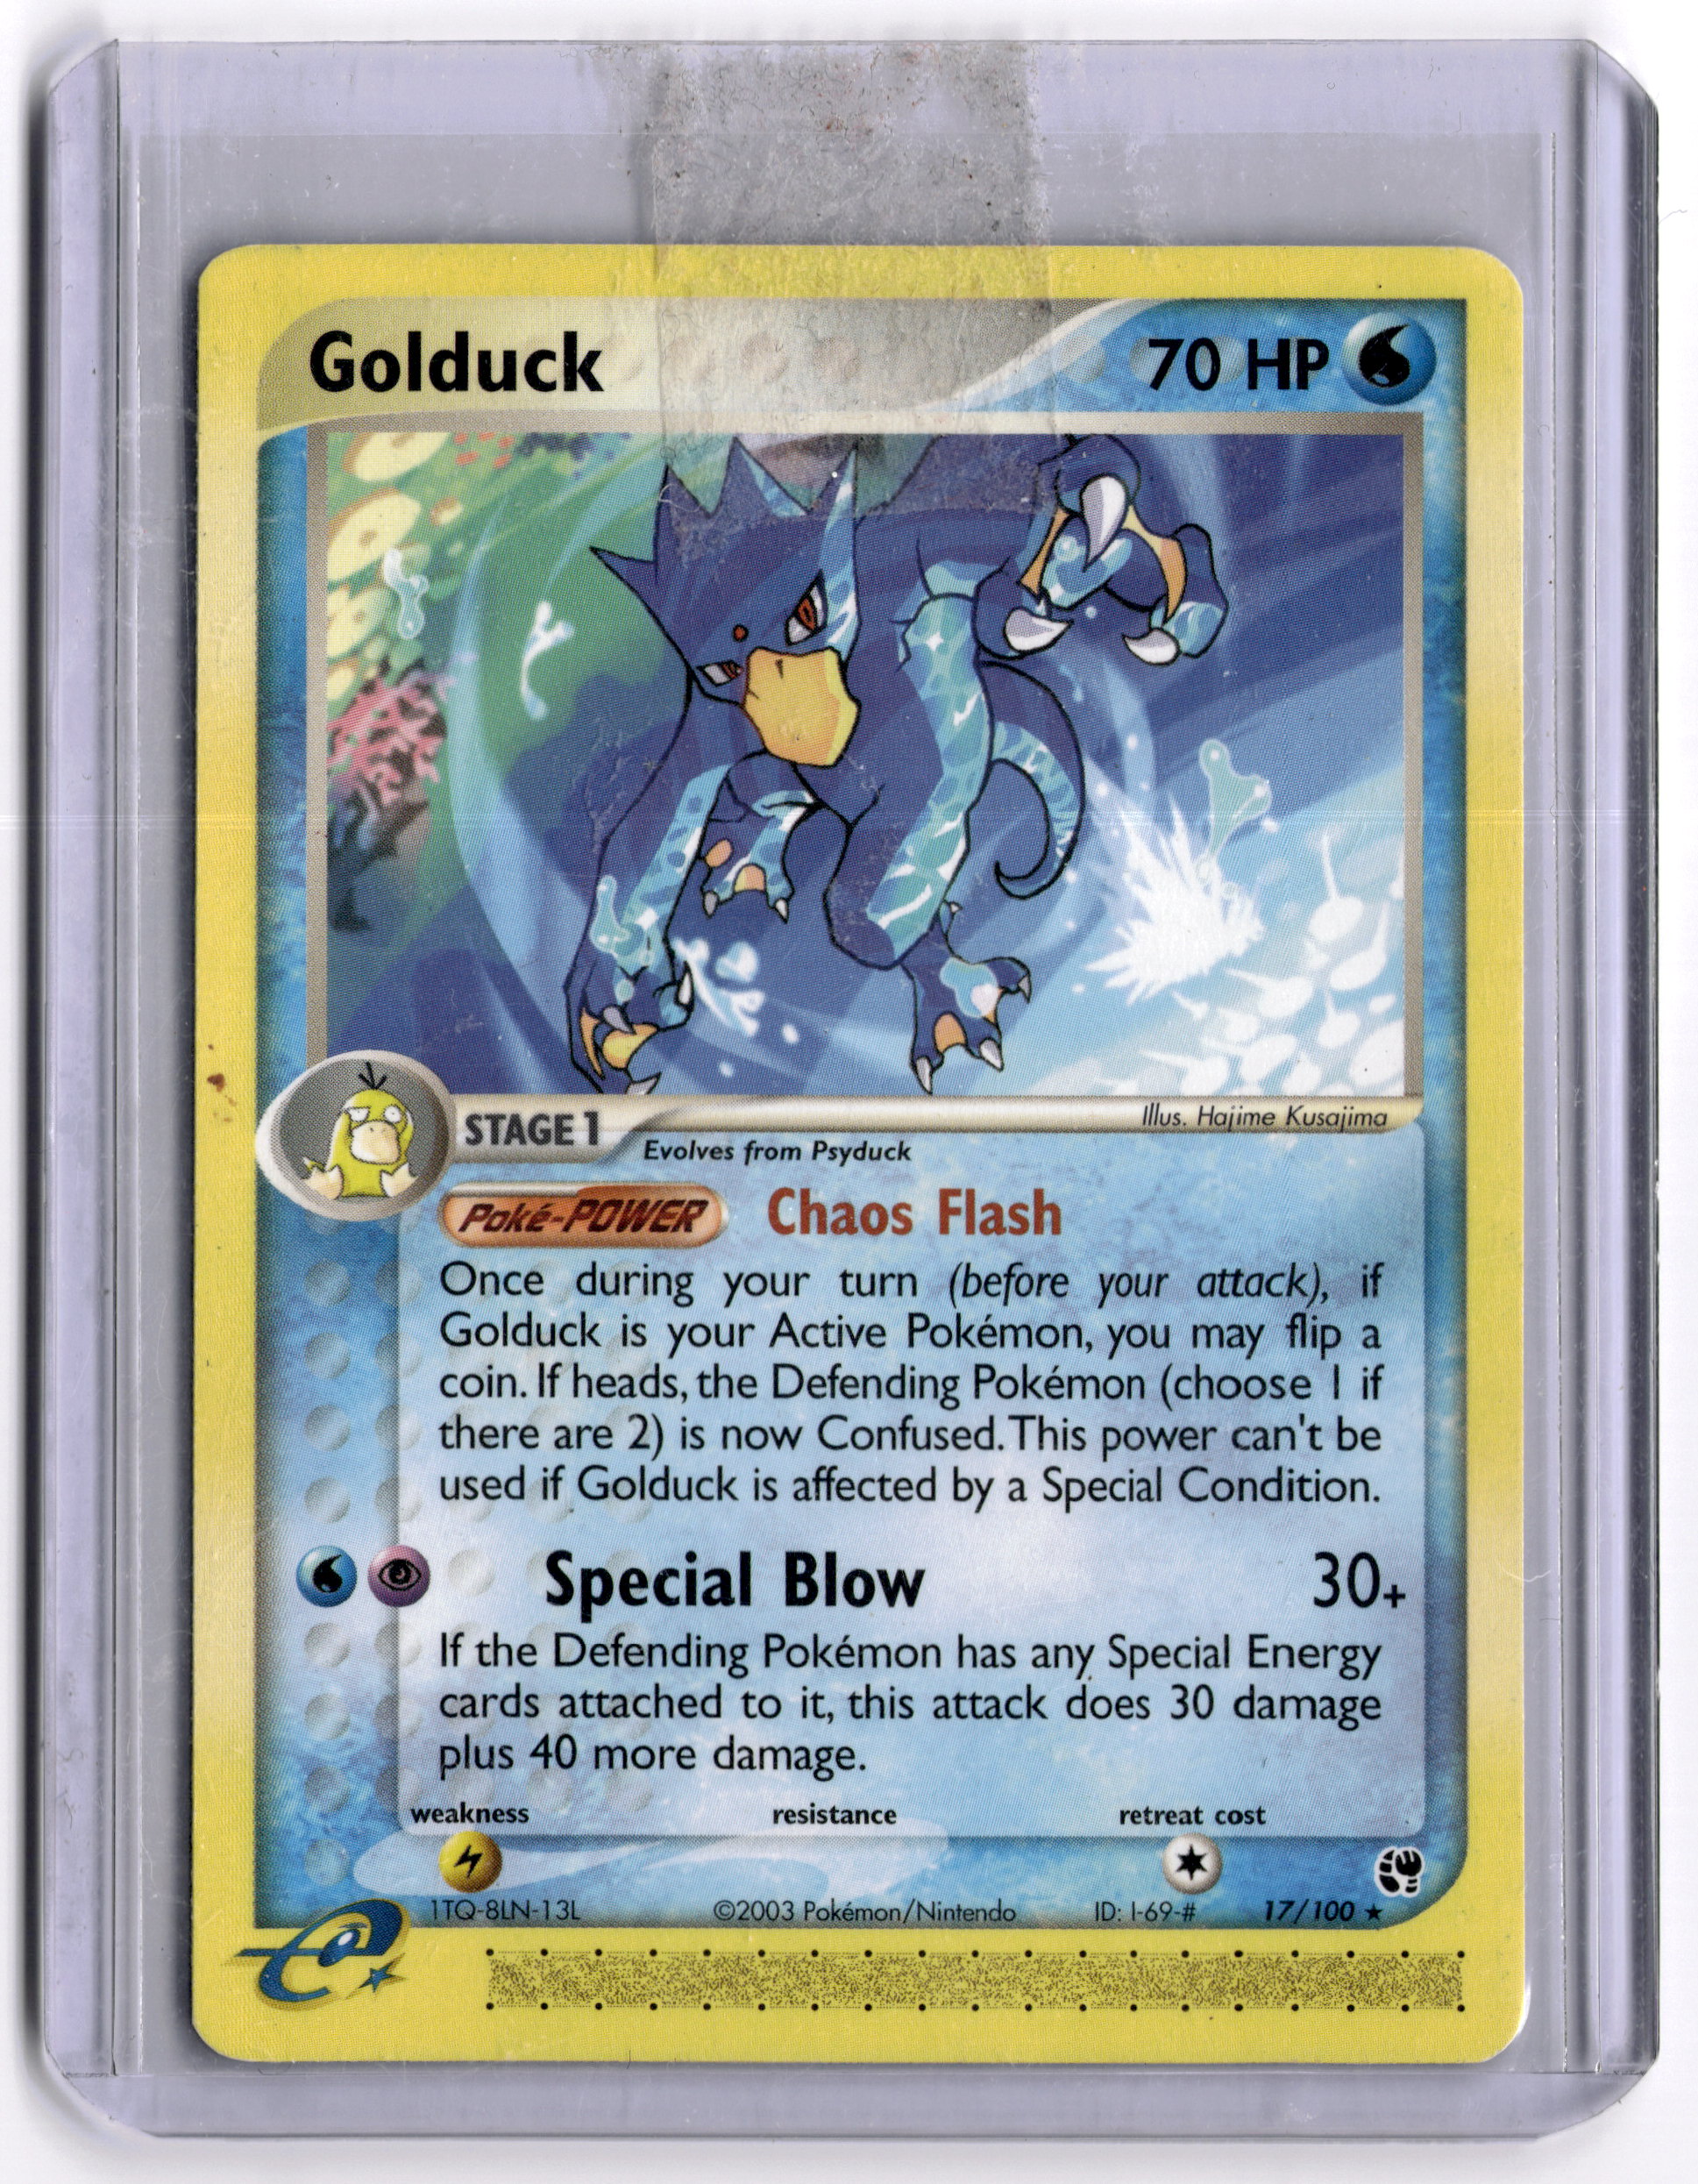 Golduck
70 HP
Illus. Hajime Kusajima
STAGE 1
Evolves from Psyduck
Poké-POWER Chaos Flash
Once during your turn (before your attack), if
Golduck is your Active Pokémon, you may flip a
coin. If heads, the Defending Pokémon (choose 1 if
there are 2) is now Confused. This power can't be
used if Golduck is affected by a Special Condition.
Special Blow 30+
If the Defending Pokémon has any Special Energy
cards attached to it, this attack does 30 damage
plus 40 more damage.
weakness resistance retreat cost
1TQ-8LN-13L ©2003 Pokémon/Nintendo ID: I-69-# 17/100 ★
e